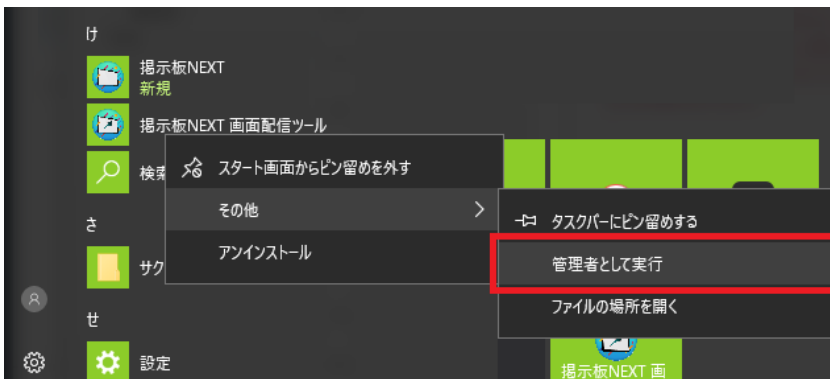 け
掲示板NEXT
新規
掲示板NEXT 画面配信ツール
検索
スタート画面からピン留めを外す
その他
タスクバーにピン留めする
さ
アンインストール
管理者として実行
サク
ファイルの場所を開く
せ
設定
掲示板NEXT 画